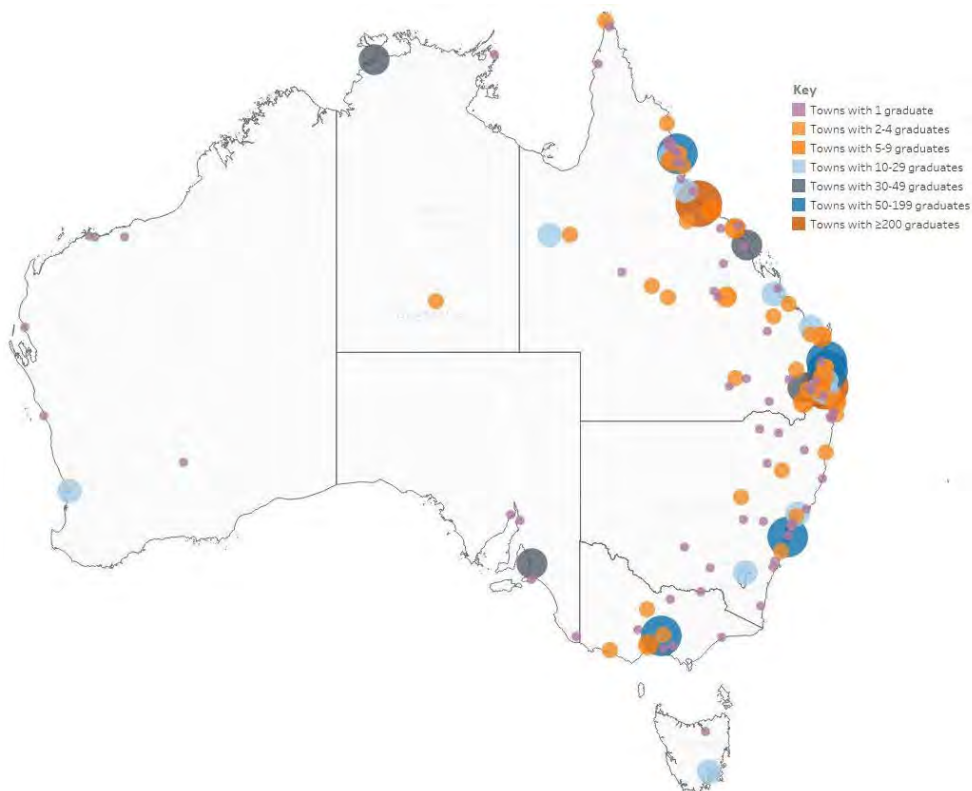 Key
Towns with 1 graduate
Towns with 2-4 graduates
Towns with 5-9 graduates
Towns with 10-29 graduates
Towns with 30-49 graduates
Towns with 50-199 graduates
Towns with ≥200 graduates